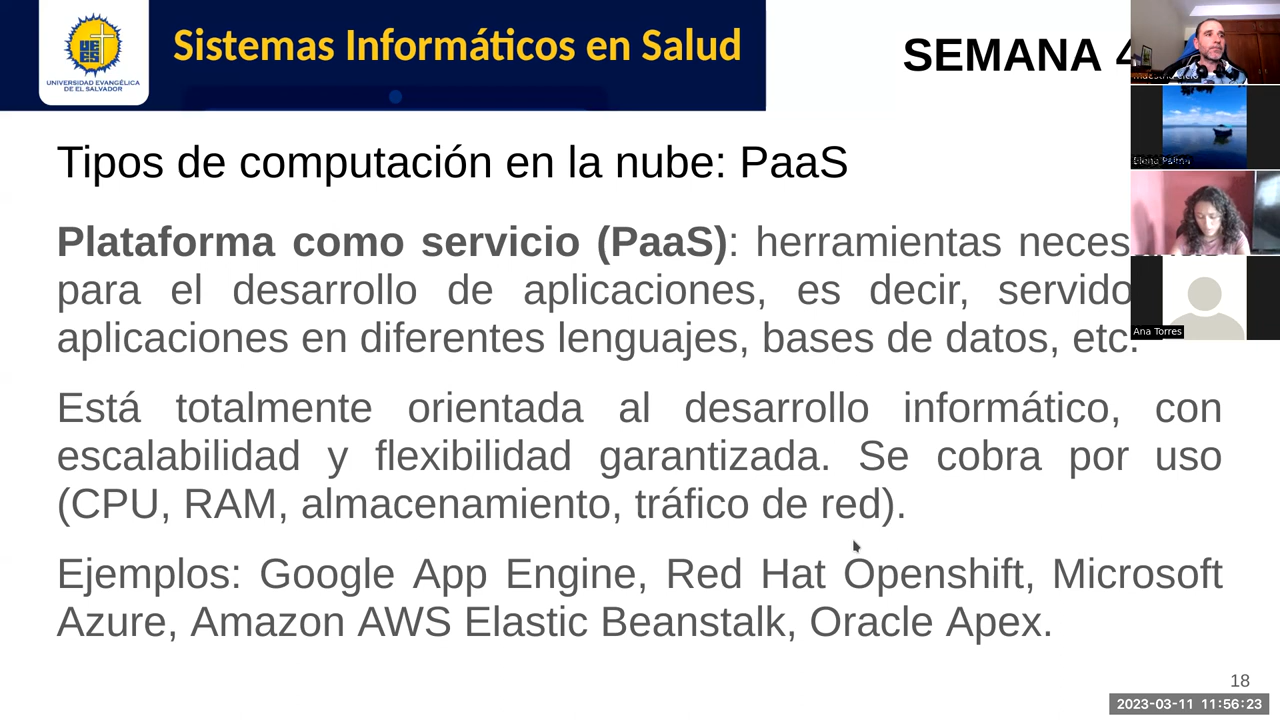 UNIVERSIDAD EVANGÉLICA
DE EL SALVADOR
Sistemas Informáticos en Salud
SEMANA 4
Tipos de computación en la nube: PaaS
Plataforma como servicio (PaaS): herramientas
para el desarrollo de aplicaciones, es decir,
aplicaciones en diferentes lenguajes, bases de datos, etc.
Está totalmente orientada al desarrollo informático, con
escalabilidad y flexibilidad garantizada. Se cobra por uso
(CPU, RAM, almacenamiento, tráfico de red).
Ejemplos: Google App Engine, Red Hat Openshift, Microsoft
Azure, Amazon AWS Elastic Beanstalk, Oracle Apex.
18
Ana Torres
2023-03-11 11:56:23